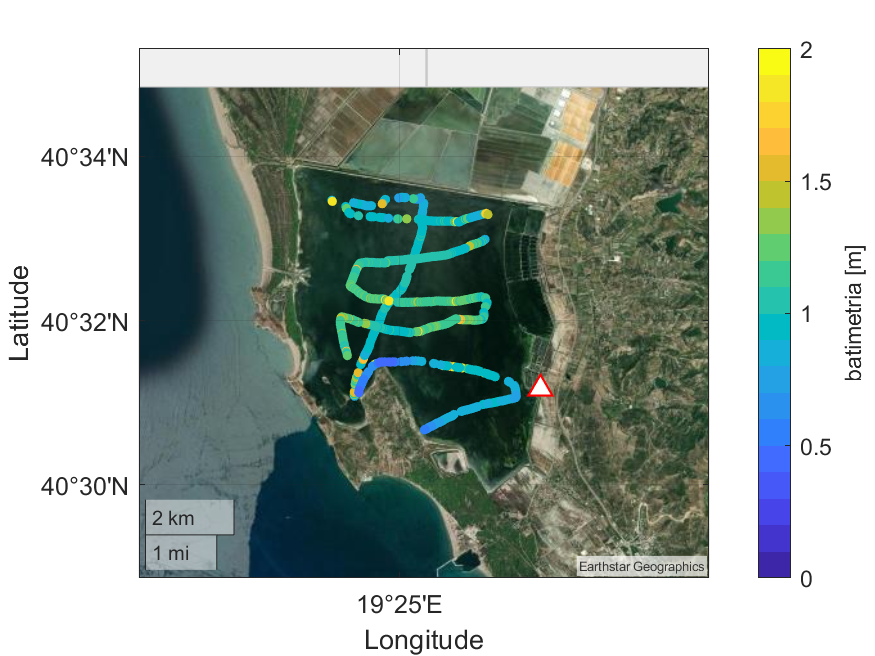 40°34'N
40°32'N
40°30'N
Latitude
2 km
1 mi
Earthstar Geographics
19°25'E
Longitude
2
1.5
1
0.5
0
batimetria [m]